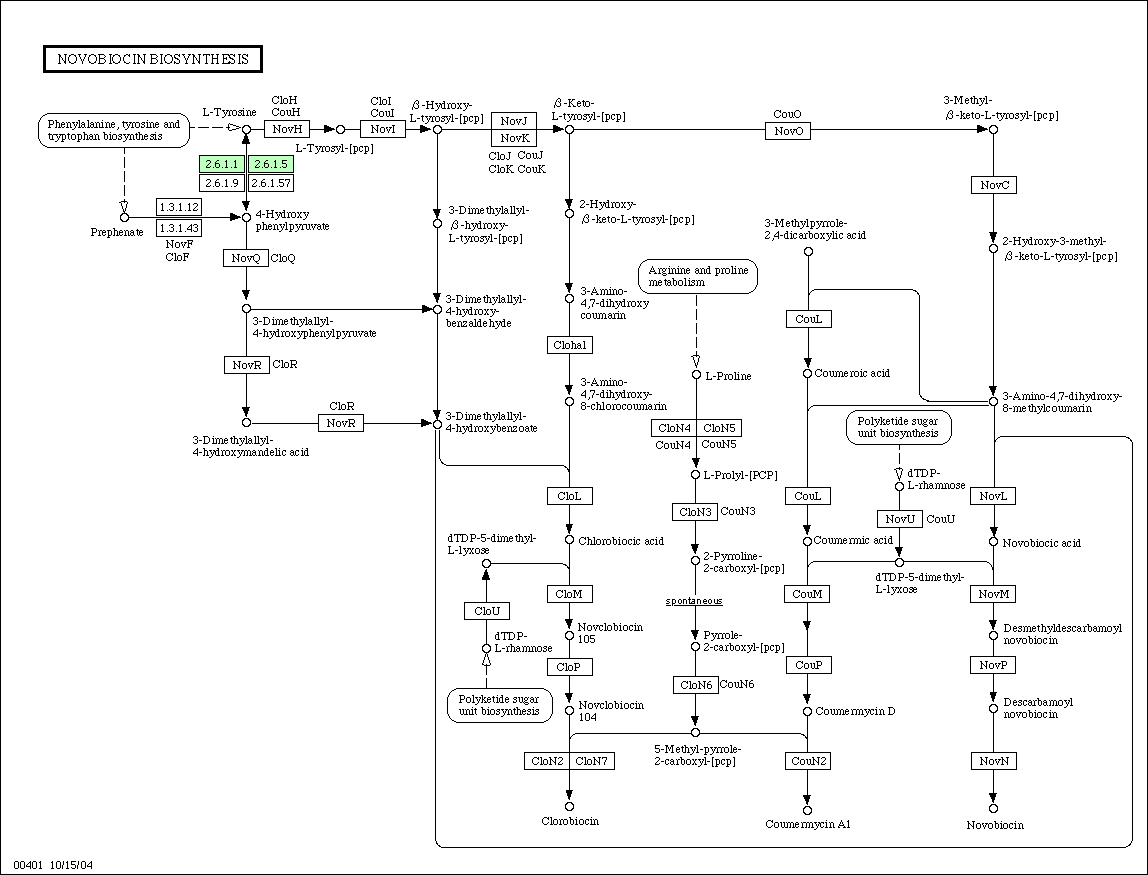 NOVOBIOCIN BIOSYNTHESIS
Phenylalanine, tyrosine and
tryptophan biosynthesis
L-Tyrosine
CloH
CouH
NovH
L-Tyrosyl[pcp]
CloI
CouI
NovI
β-Hydroxy-
L-tyrosyl-[pcp]
NovJ
NovK
CloJ CouJ
CloK CouK
β-Keto-
L-tyrosyl-[pcp]
CouO
NovO
3-Methyl-
β-keto-L-tyrosyl-[pcp]
2.6.1.1
2.6.1.5
2.6.1.9
2.6.1.57
Prephenate
1.3.1.12
1.3.1.43
NovF
CloF
4-Hydroxy
phenylpyruvate
NovQ
CloQ
3-Dimethylallyl-
4-hydroxyphenylpyruvate
NovR
CloR
3-Dimethylallyl-
4-hydroxymandelic acid
CloR
NovR
3-Dimethylallyl-
β-hydroxy-
L-tyrosyl-[pcp]
3-Dimethylallyl-
4-hydroxy-
benzaldehyde
3-Dimethylallyl-
4-hydroxybenzoate
2-Hydroxy-
β-keto-L-tyrosyl-[pcp]
3-Amino-
4,7-dihydroxy
coumarin
Clohal
3-Amino-
4,7-dihydroxy-
8-chlorocoumarin
CloL
Chlorobiocic acid
dTDP-5-dimethyl-
L-lyxose
CloU
dTDP-
L-rhamnose
Polyketide sugar
unit biosynthesis
CloM
Novclobiocin
105
CloP
Novclobiocin
104
CloN2
CloN7
Clorobiocin
Arginine and proline
metabolism
L-Proline
CloN4
CloN5
CouN4
CouN5
L-Prolyl-[PCP]
CloN3
CouN3
2-Pyrroline-
2-carboxyl-[pcp]
spontaneous
Pyrrole-
2-carboxyl-[pcp]
CloN6
CouN6
5-Methyl-pyrrole-
2-carboxyl-[pcp]
3-Methylpyrrole-
2,4-dicarboxylic acid
CouL
Coumeroic acid
CouL
Coumermic acid
CouM
CouP
Coumermycin D
CouN2
Coumermycin A1
Polyketide sugar
unit biosynthesis
dTDP-
L-rhamnose
NovU
CouU
dTDP-5-dimethyl-
L-lyxose
NovC
2-Hydroxy-3-methyl-
β-keto-L-tyrosyl-[pcp]
3-Amino-4,7-dihydroxy-
8-methylcoumarin
NovL
Novobiocic acid
NovM
Desmethyldescarbamoyl
novobiocin
NovP
Descarbamoyl
novobiocin
NovN
Novobiocin
00401 10/15/04